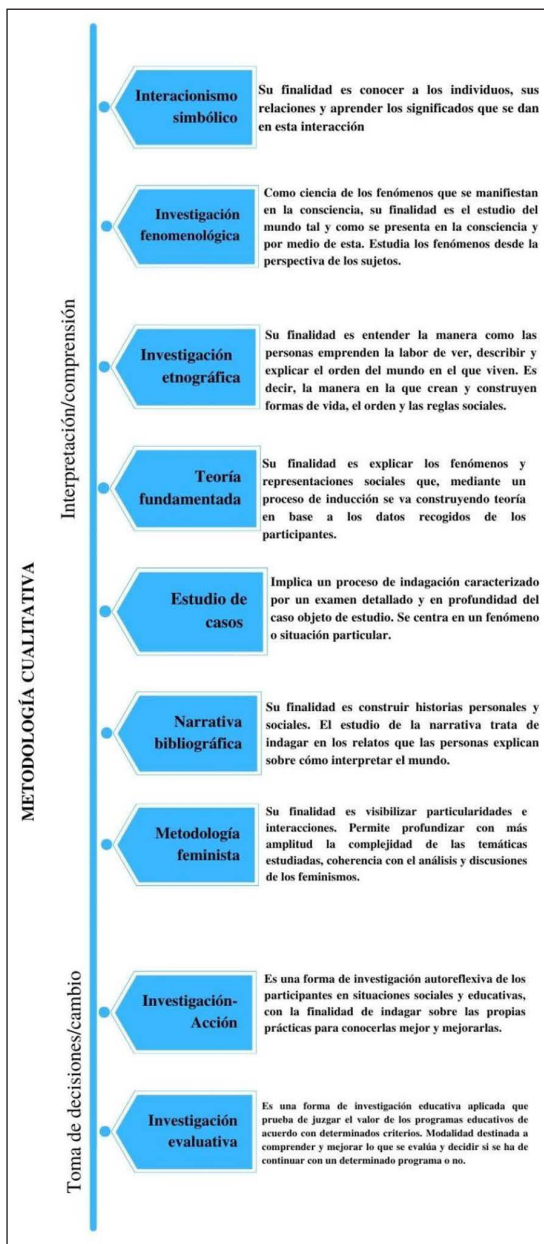 METODOLOGÍA CUALITATIVA
Interpretación/comprensión
Interacionismo
simbólico
Su finalidad es conocer a los individuos, sus
relaciones y aprender los significados que se dan
en esta interacción
Investigación
fenomenológica
Como ciencia de los fenómenos que se manifiestan
en la consciencia, su finalidad es el estudio del
mundo tal y como se presenta en la consciencia y
por medio de esta. Estudia los fenómenos desde la
perspectiva de los sujetos.
Investigación
etnográfica
Su finalidad es entender la manera como las
personas emprenden la labor de ver, describir y
explicar el orden del mundo en el que viven. Es
decir, la manera en la que crean y construyen
formas de vida, el orden y las reglas sociales.
Teoría
fundamentada
Su finalidad es explicar los fenómenos y
representaciones sociales que, mediante un
proceso de inducción se va construyendo teoría
en base a los datos recogidos de los
participantes.
Estudio de
casos
Implica un proceso de indagación caracterizado
por un examen detallado y en profundidad del
caso objeto de estudio. Se centra en un fenómeno
o situación particular.
Narrativa
bibliográfica
Su finalidad es construir historias personales y
sociales. El estudio de la narrativa trata de
indagar en los relatos que las personas explican
sobre cómo interpretar el mundo.
Metodología
feminista
Su finalidad es visibilizar particularidades e
interacciones. Permite profundizar con más
amplitud la complejidad de las temáticas
estudiadas, coherencia con el análisis y discusiones
de los feminismos.
Toma de decisiones/cambio
Investigación-
Acción
Es una forma de investigación autoreflexiva de los
participantes en situaciones sociales y educativas,
con la finalidad de indagar sobre las propias
prácticas para conocerlas mejor y mejorarlas.
Investigación
evaluativa
Es una forma de investigación educativa aplicada que
prueba de juzgar el valor de los programas educativos de
acuerdo con determinados criterios. Modalidad destinada a
comprender y mejorar lo que se evalúa y decidir si se ha de
continuar con un determinado programa o no.